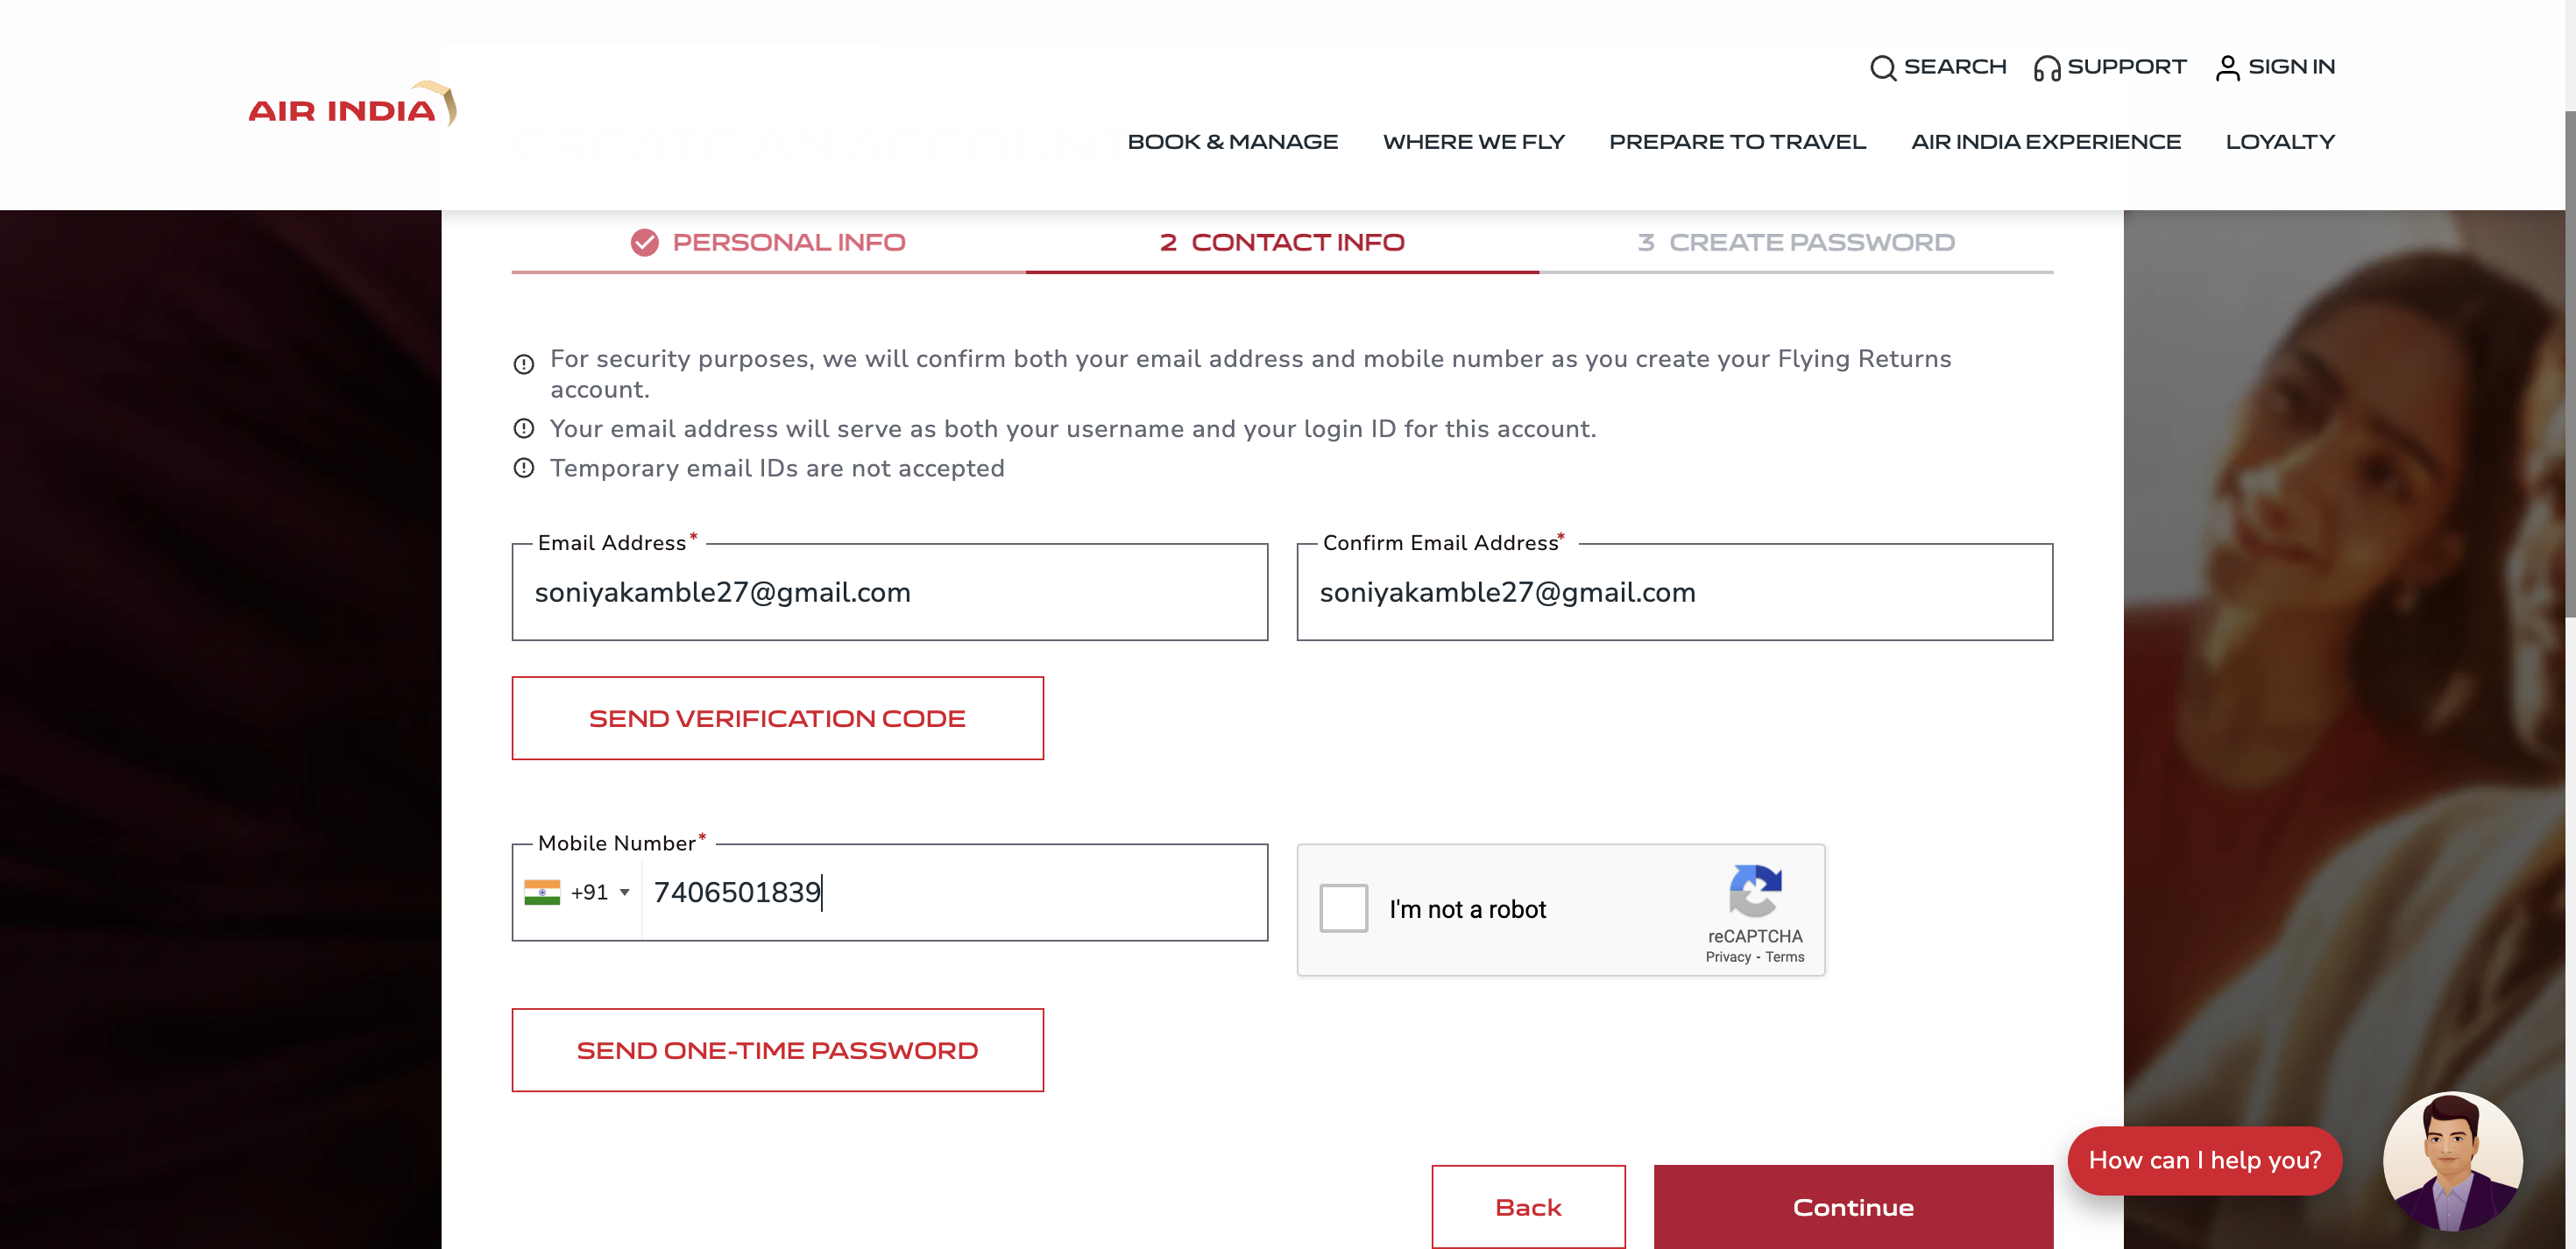 SEARCH SUPPORT SIGN IN
AIR INDIA
CREATE AN ACCOUNT
BOOK & MANAGE WHERE WE FLY PREPARE TO TRAVEL AIR INDIA EXPERIENCE LOYALTY
PERSONAL INFO 2 CONTACT INFO 3 CREATE PASSWORD
For security purposes, we will confirm both your email address and mobile number as you create your Flying Returns
account.
Your email address will serve as both your username and your login ID for this account.
Temporary email IDs are not accepted
Email Address* Confirm Email Address*
soniyakamble27@gmail.com soniyakamble27@gmail.com
SEND VERIFICATION CODE
Mobile Number*
+91 7406501839
I'm not a robot
reCAPTCHA
Privacy - Terms
SEND ONE-TIME PASSWORD
How can I help you?
Back Continue